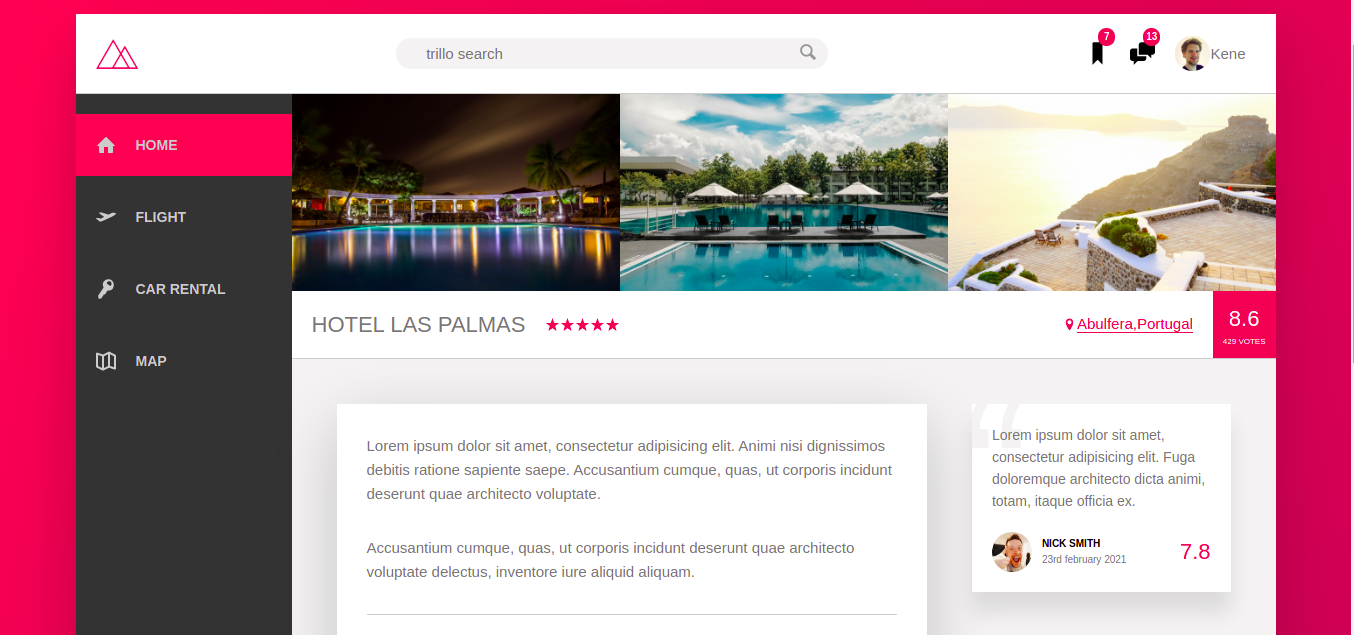 trillo search
7
13
Kene
HOME
FLIGHT
CAR RENTAL
MAP
HOTEL LAS PALMAS
Abulfera,Portugal
8.6
429 VOTES
Lorem ipsum dolor sit amet, consectetur adipisicing elit. Animi nisi dignissimos
debitis ratione sapiente saepe. Accusantium cumque, quas, ut corporis incidunt
deserunt quae architecto voluptate.
Accusantium cumque, quas, ut corporis incidunt deserunt quae architecto
voluptate delectus, inventore iure aliquid aliquam.
“
Lorem ipsum dolor sit amet,
consectetur adipisicing elit. Fuga
doloremque architecto dicta animi,
totam, itaque officia ex.
NICK SMITH
23rd february 2021
7.8